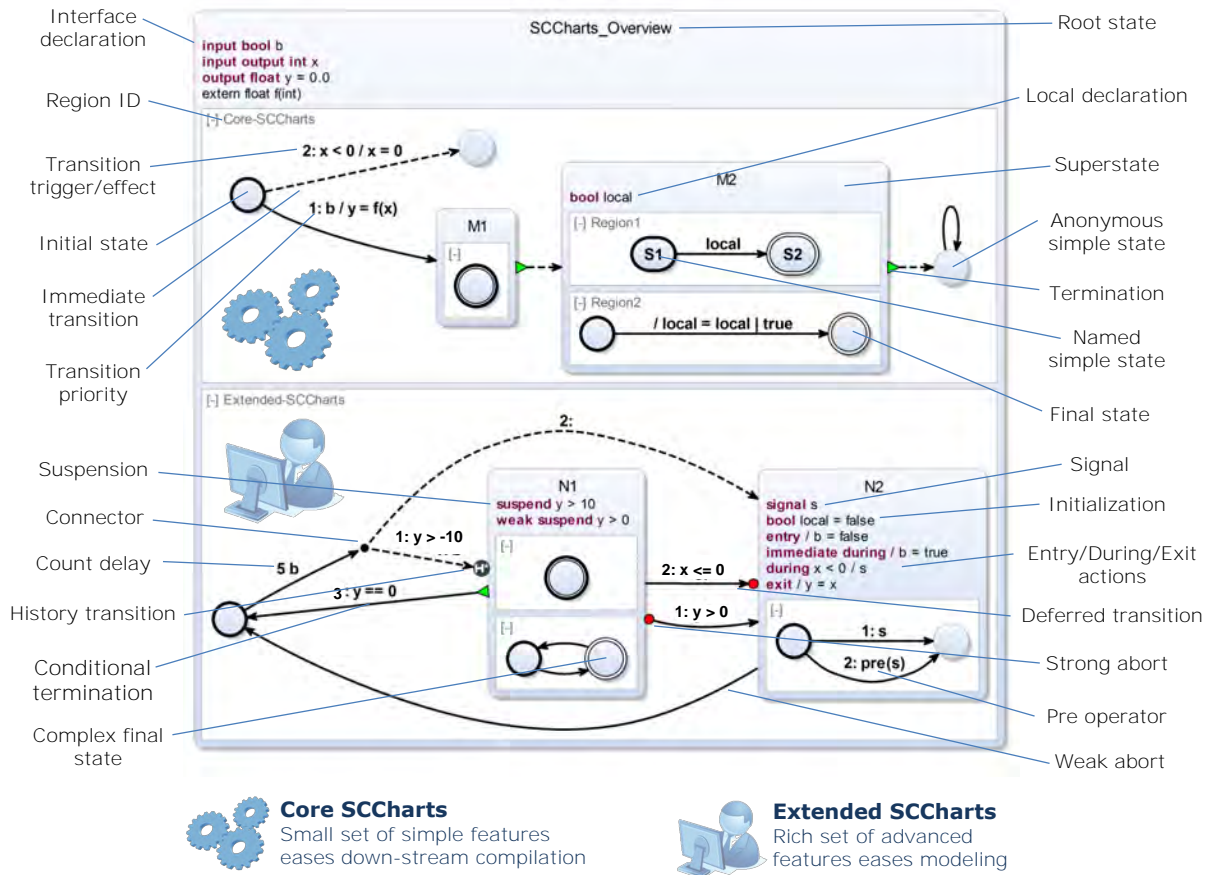 Interface
declaration
Region ID
Transition
trigger/effect
Initial state
Immediate
transition
Transition
priority
Suspension
Connector
Count delay
History transition
Conditional
termination
Complex final
state
SCCharts_Overview
input bool b
input output int x
output float y = 0.0
extern float f(int)
[-] Core-SCCharts
2: x < 0 / x = 0
1: b / y = f(x)
M1
[-]
M2
bool local
[-] Region1
S1
local
S2
[-] Region2
/ local = local | true
[-] Extended-SCCharts
2:
N1
suspend y > 10
weak suspend y > 0
[-]
[-]
1: y > -10
H*
5 b
3: y == 0
2: x <= 0
1: y > 0
N2
signal s
bool local = false
entry / b = false
immediate during / b = true
during x < 0 / s
exit / y = x
[-]
1: s
2: pre(s)
Root state
Local declaration
Superstate
Anonymous
simple state
Termination
Named
simple state
Final state
Signal
Initialization
Entry/During/Exit
actions
Deferred transition
Strong abort
Pre operator
Weak abort
Core SCCharts
Small set of simple features
eases down-stream compilation
Extended SCCharts
Rich set of advanced
features eases modeling